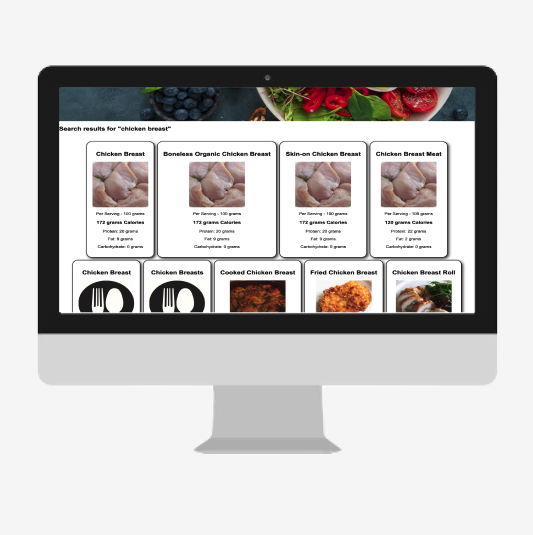 Search results for "chicken breast"
Chicken Breast
Per Serving - 100 grams
172 grams Calories
Protein: 20 grams
Fat: 9 grams
Carbohydrate: 0 grams
Boneless Organic Chicken Breast
Per Serving - 100 grams
172 grams Calories
Protein: 20 grams
Fat: 9 grams
Carbohydrate: 0 grams
Skin-on Chicken Breast
Per Serving - 100 grams
172 grams Calories
Protein: 20 grams
Fat: 9 grams
Carbohydrate: 0 grams
Chicken Breast Meat
Per Serving - 100 grams
120 grams Calories
Protein: 22 grams
Fat: 2 grams
Carbohydrate: 0 grams
Chicken Breast
Chicken Breasts
Cooked Chicken Breast
Fried Chicken Breast
Chicken Breast Roll